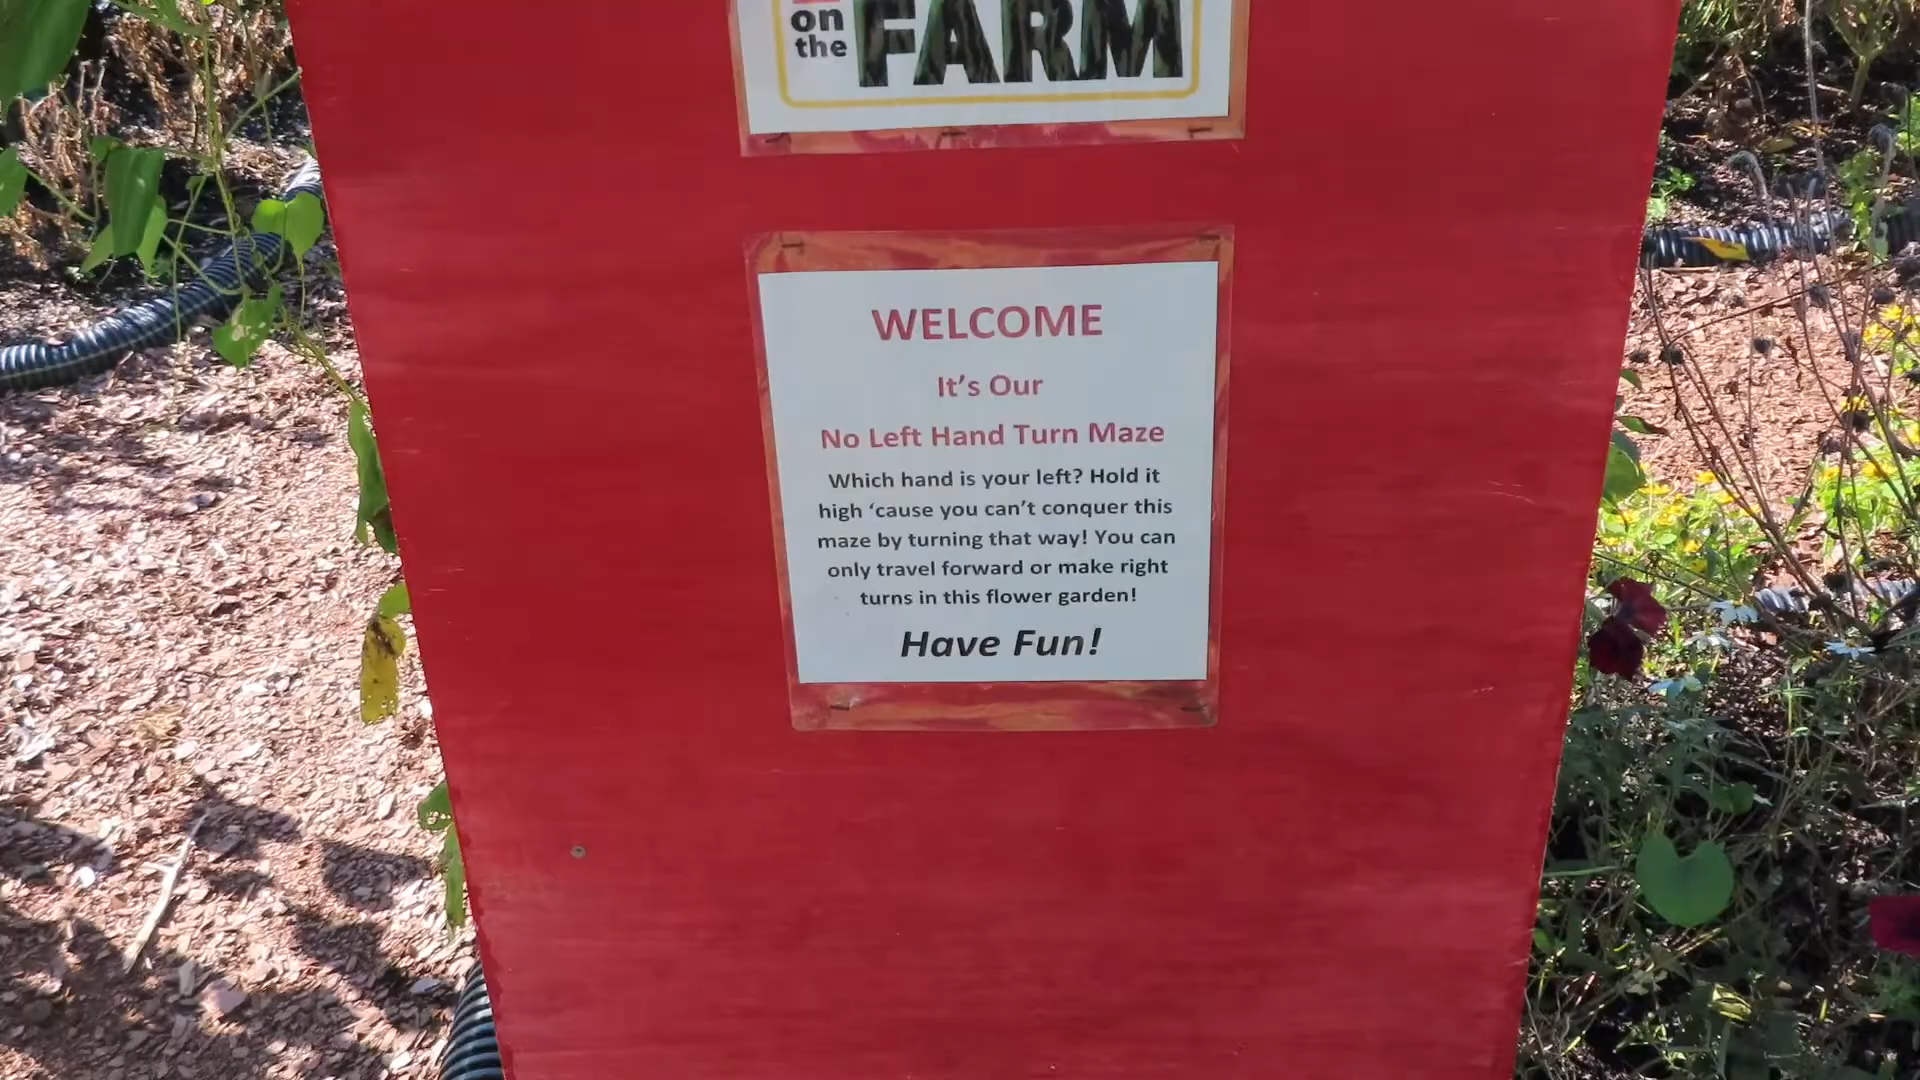 on
the FARM
WELCOME
It's Our
No Left Hand Turn Maze
Which hand is your left? Hold it
high ‘cause you can't conquer this
maze by turning that way! You can
only travel forward or make right
turns in this flower garden!
Have Fun!